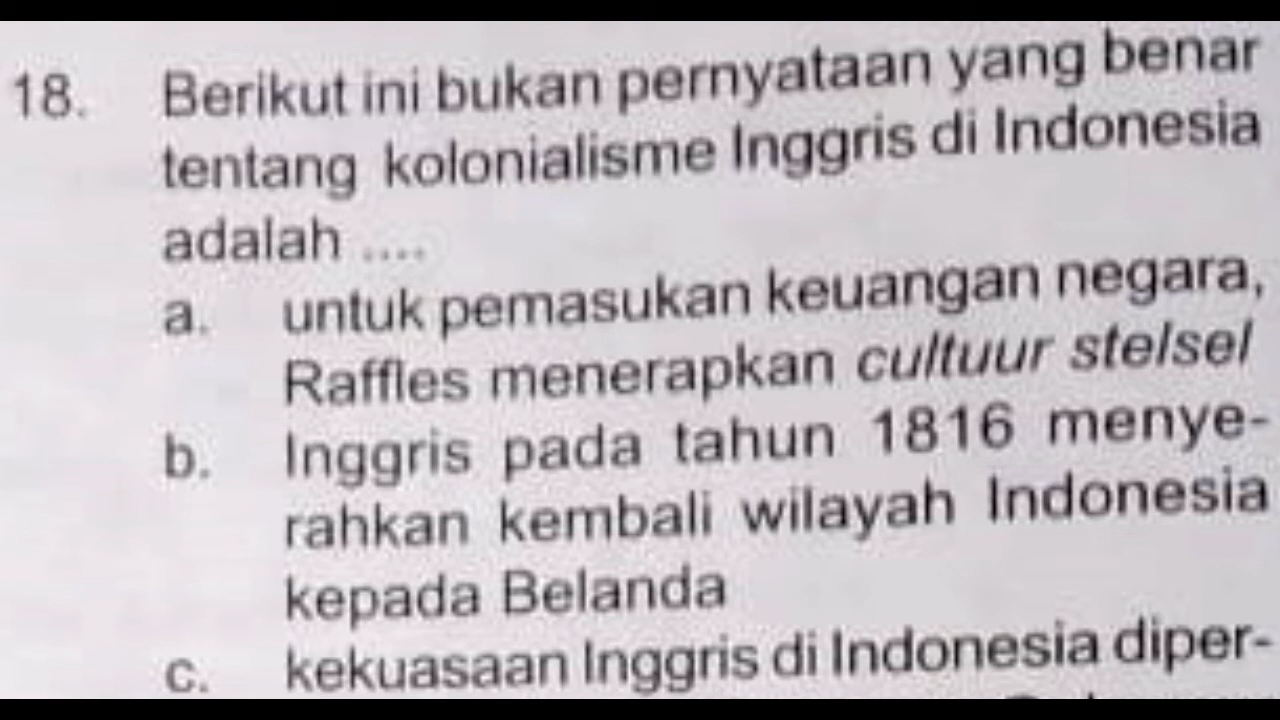 18. Berikut ini bukan pernyataan yang benar
tentang kolonialisme Inggris di Indonesia
adalah ....
a. untuk pemasukan keuangan negara,
Raffles menerapkan cultuur stelsel
b. Inggris pada tahun 1816 menye-
rahkan kembali wilayah Indonesia
kepada Belanda
c. kekuasaan Inggris di Indonesia diper-